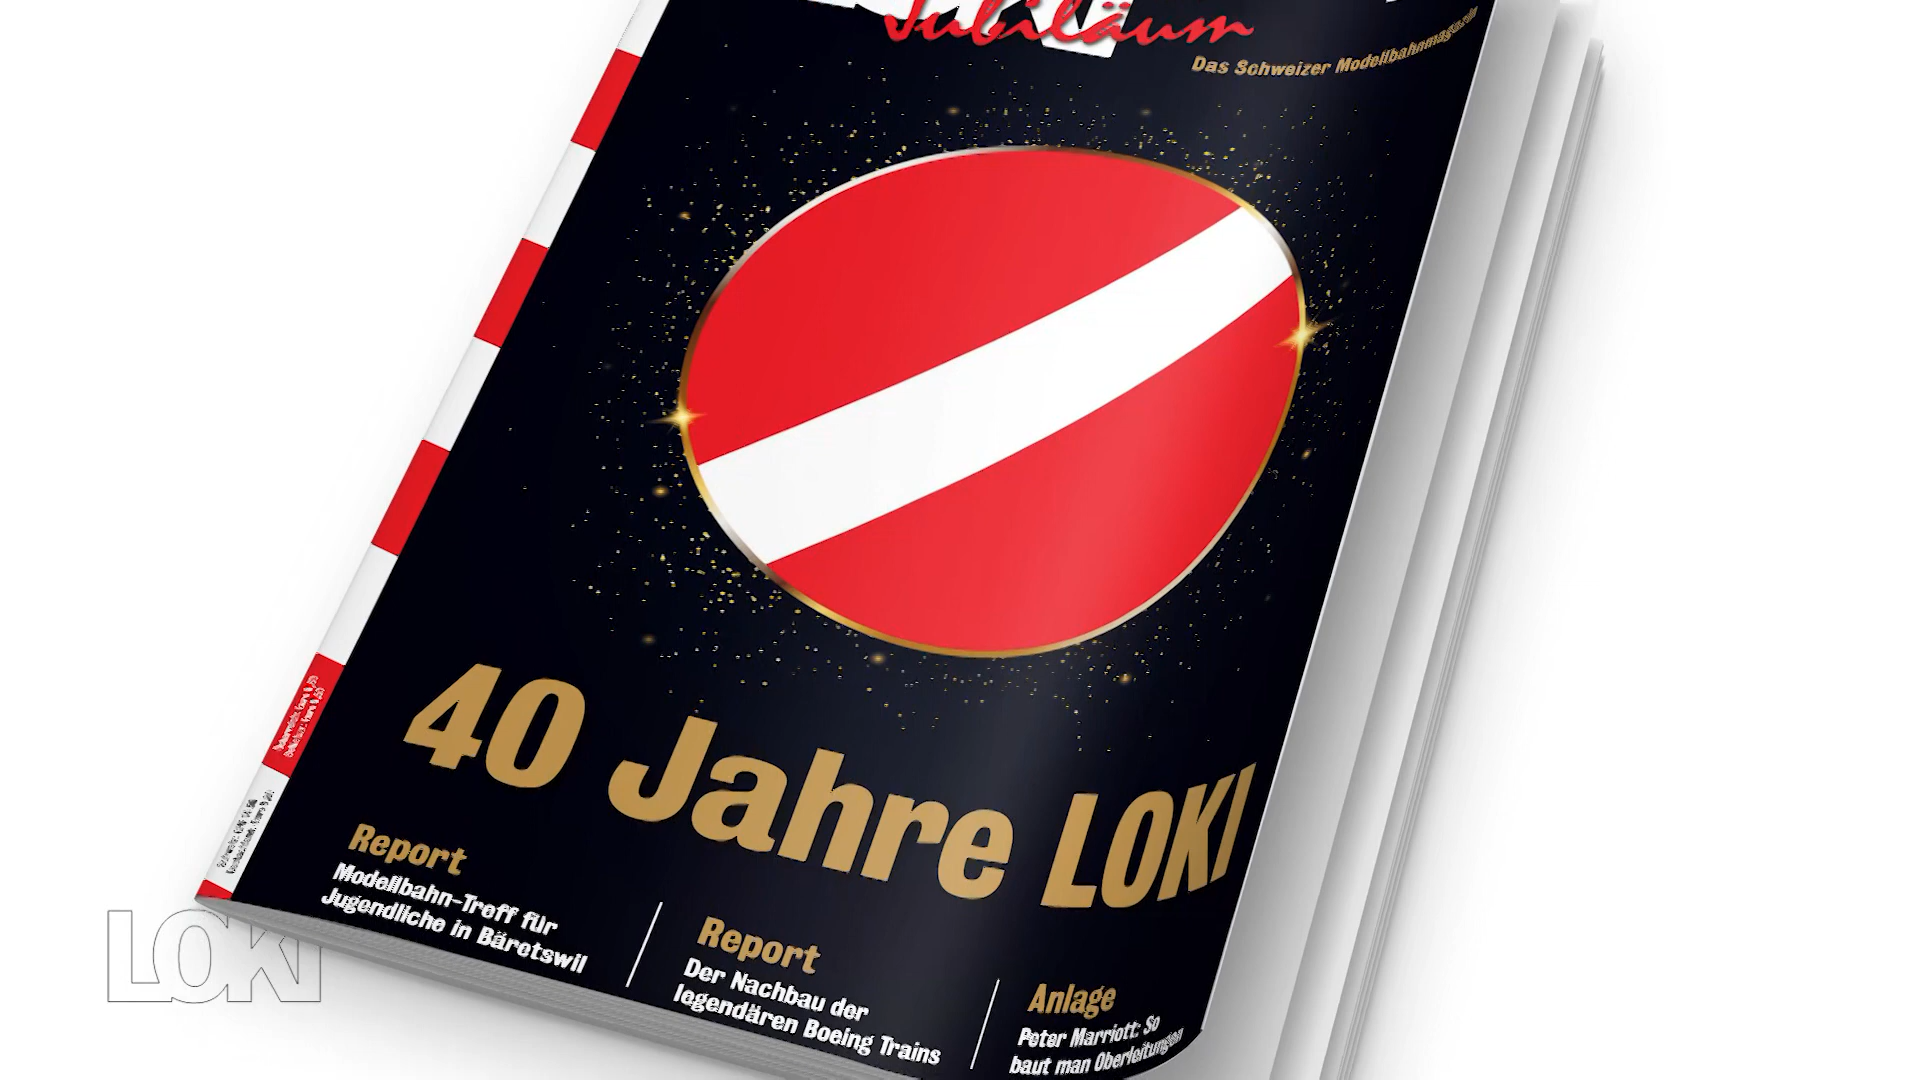 Jubiläum
Das Schweizer Modellbahnmagazin
40 Jahre LOKI
Report
Modellbahn-Treff für
Jugendliche in Bäretswil
Report
Der Nachbau der
legendären Boeing Trains
Anlage
Peter Marriott: So
baut man Oberleitungen
LOKI